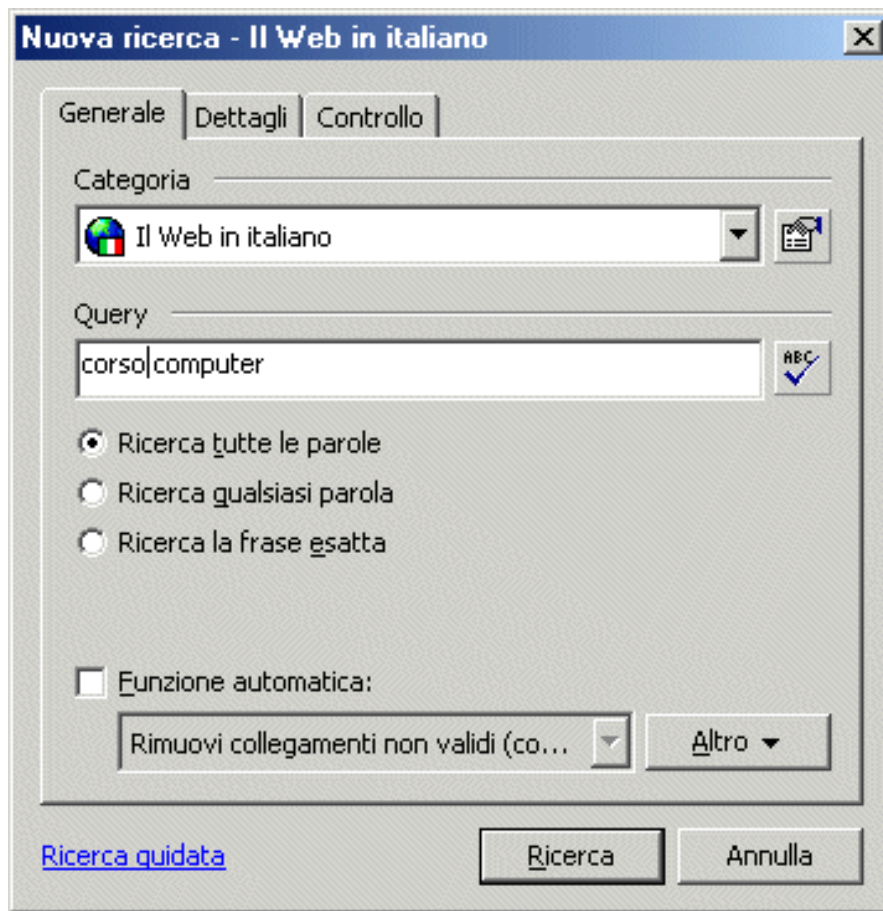 Nuova ricerca - Il Web in italiano
Generale Dettagli Controllo
Categoria
Il Web in italiano
Query
corso computer
ABC
Ricerca tutte le parole
Ricerca qualsiasi parola
Ricerca la frase esatta
Funzione automatica:
Rimuovi collegamenti non validi (co...
Altro
Ricerca guidata Ricerca Annulla